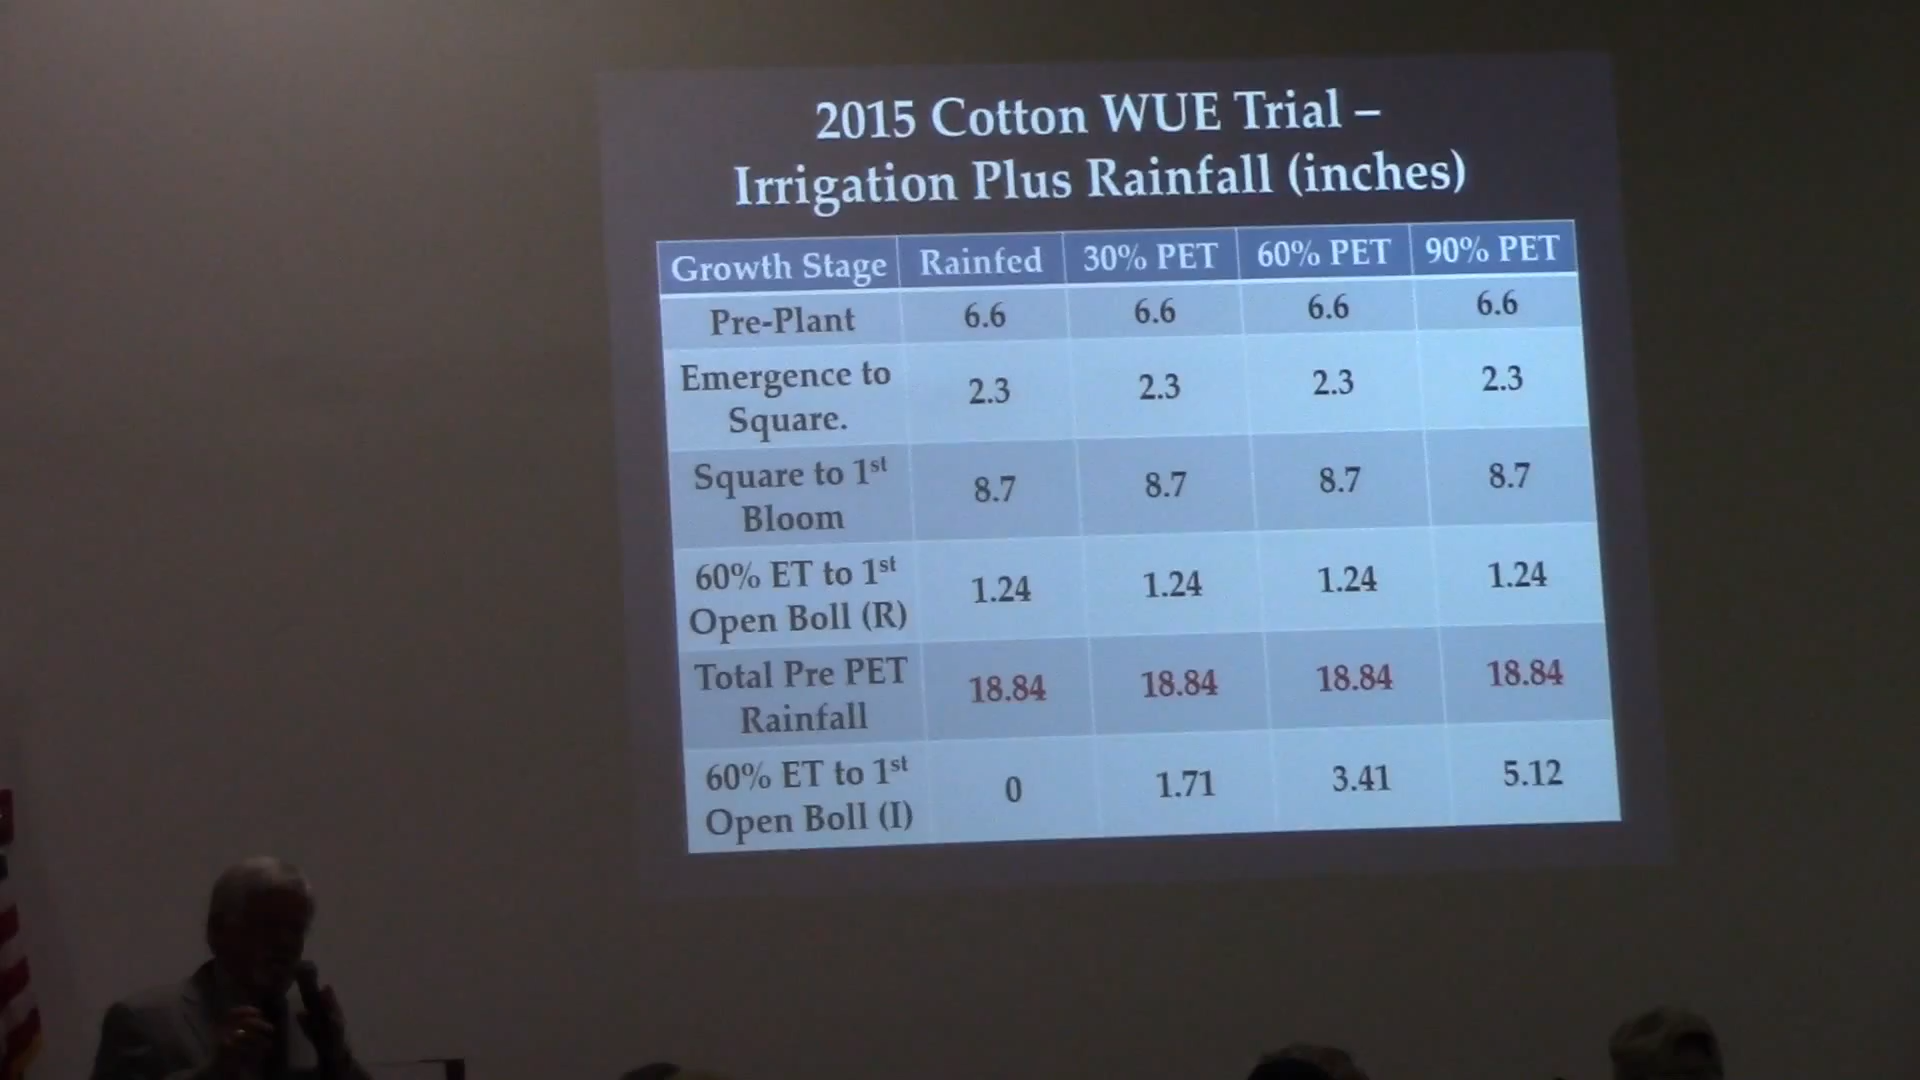 2015 Cotton WUE Trial –
Irrigation Plus Rainfall (inches)
Growth Stage Rainfed 30% PET 60% PET 90% PET
Pre-Plant 6.6 6.6 6.6 6.6
Emergence to
Square. 2.3 2.3 2.3 2.3
Square to 1st
Bloom 8.7 8.7 8.7 8.7
60% ET to 1st
Open Boll (R) 1.24 1.24 1.24 1.24
Total Pre PET
Rainfall 18.84 18.84 18.84 18.84
60% ET to 1st
Open Boll (I) 0 1.71 3.41 5.12